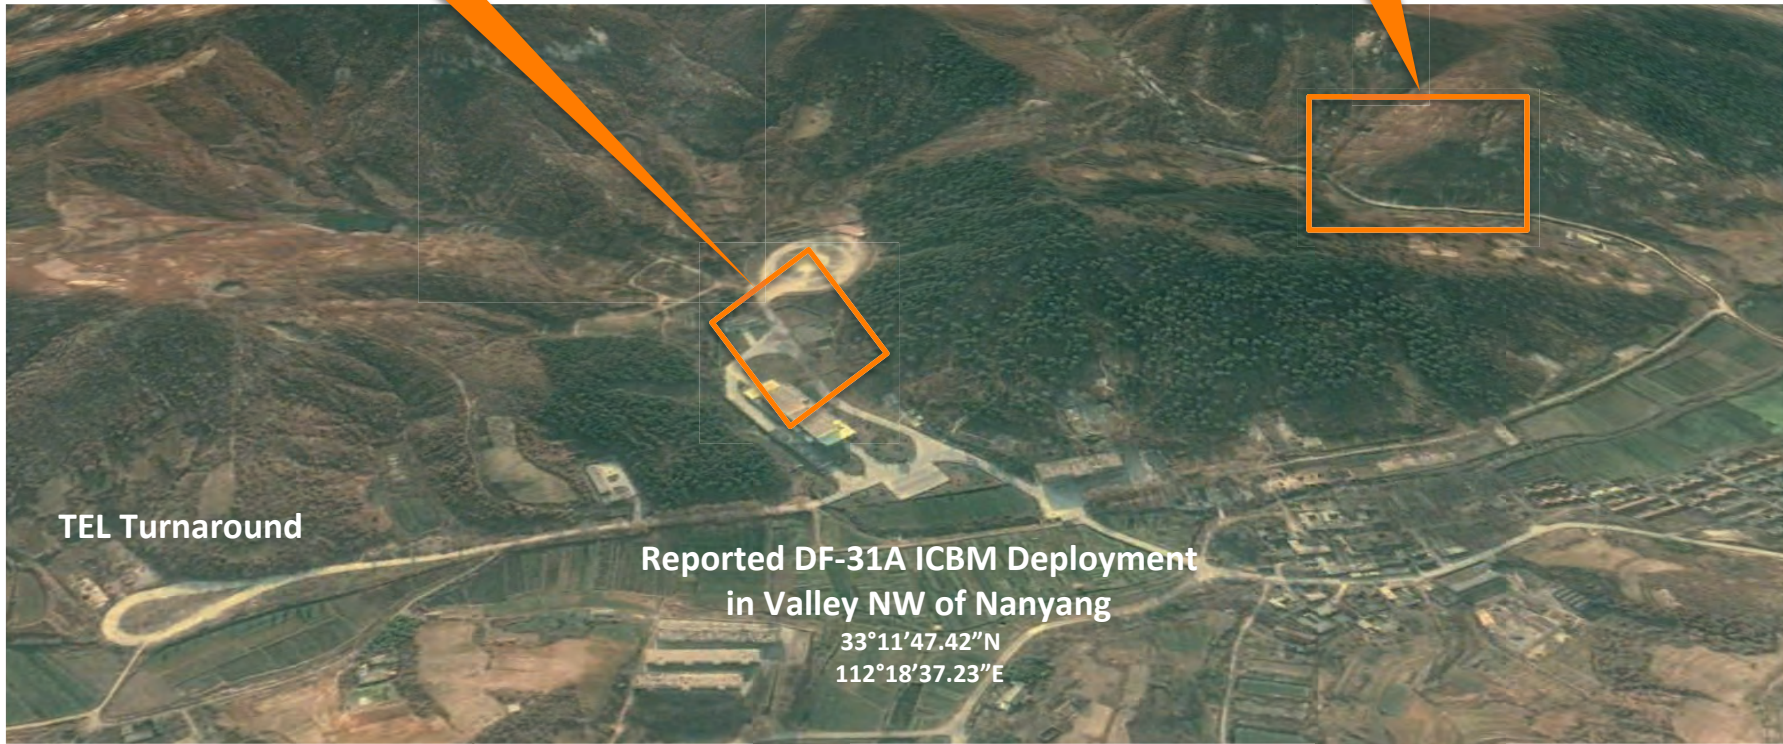 TEL Turnaround
Reported DF-31A ICBM Deployment
in Valley NW of Nanyang
33°11’47.42”N
112°18’37.23”E